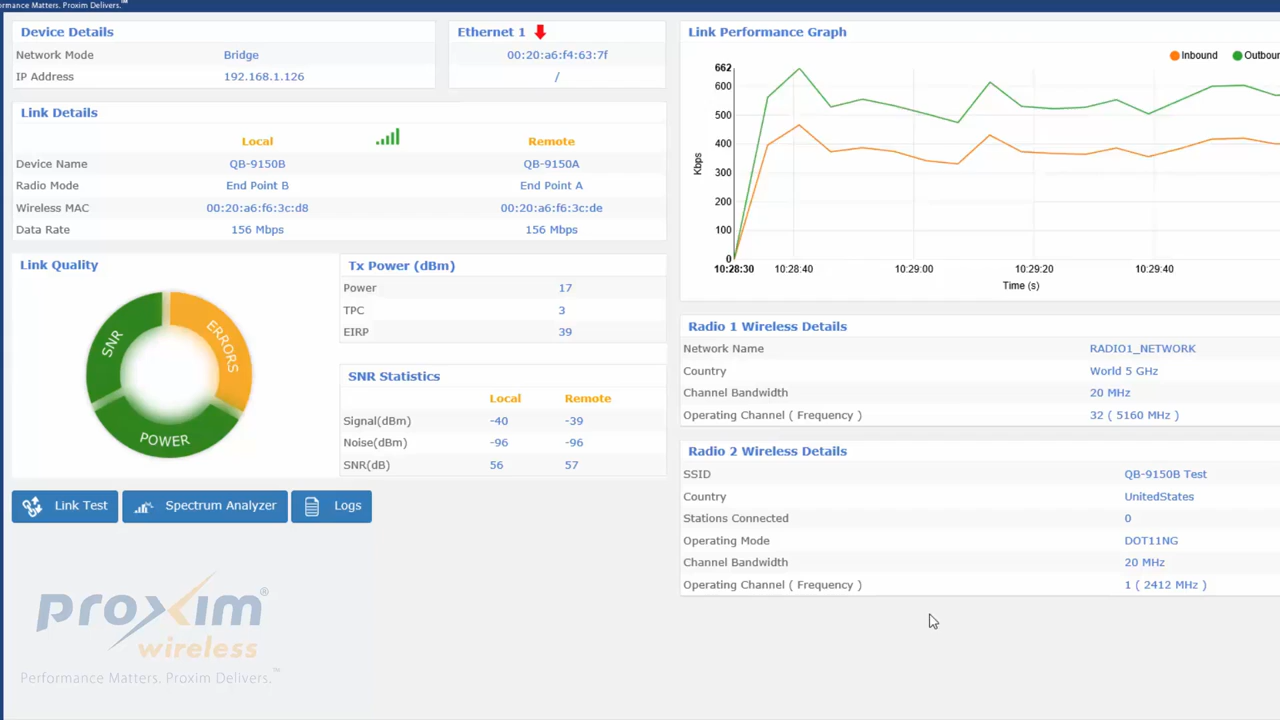 rmance Matters. Proxim Delivers.™
Device Details
Network Mode Bridge
IP Address 192.168.1.126
Ethernet 1
00:20:a6:f4:63:7f
/
Link Details
Local Remote
Device Name QB-9150B QB-9150A
Radio Mode End Point B End Point A
Wireless MAC 00:20:a6:f6:3c:d8 00:20:a6:f6:3c:de
Data Rate 156 Mbps 156 Mbps
Link Quality
SNR
ERRORS
POWER
Tx Power (dBm)
Power 17
TPC 3
EIRP 39
SNR Statistics
Local Remote
Signal(dBm) -40 -39
Noise(dBm) -96 -96
SNR(dB) 56 57
Link Test
Spectrum Analyzer
Logs
proxim®
wireless
Performance Matters. Proxim Delivers.™
Link Performance Graph
Inbound Outboun
662
600
500
400
300
200
100
0
Kbps
10:28:30 10:28:40 10:29:00 10:29:20 10:29:40
Time (s)
Radio 1 Wireless Details
Network Name RADIO1_NETWORK
Country World 5 GHz
Channel Bandwidth 20 MHz
Operating Channel ( Frequency ) 32 ( 5160 MHz )
Radio 2 Wireless Details
SSID QB-9150B Test
Country UnitedStates
Stations Connected 0
Operating Mode DOT11NG
Channel Bandwidth 20 MHz
Operating Channel ( Frequency ) 1 ( 2412 MHz )